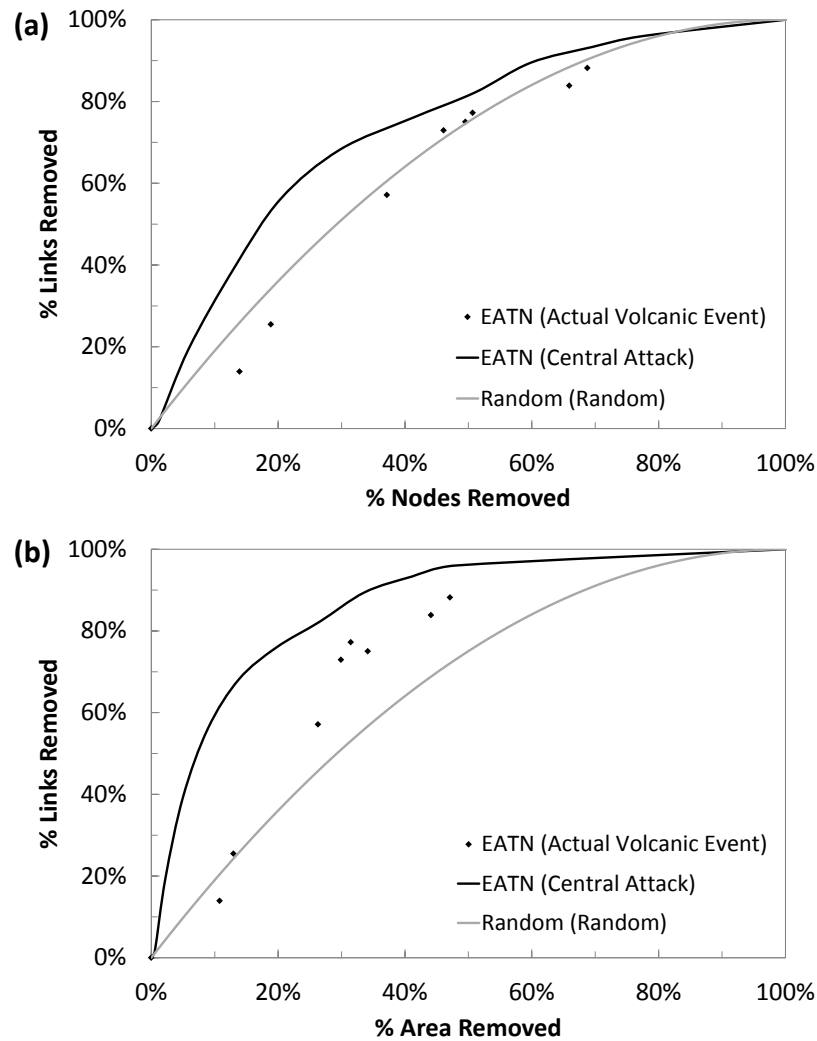 (a)
100%
80%
60%
40%
20%
0%
% Links Removed
EATN (Actual Volcanic Event)
EATN (Central Attack)
Random (Random)
0% 20% 40% 60% 80% 100%
% Nodes Removed
(b)
100%
80%
60%
40%
20%
0%
% Links Removed
EATN (Actual Volcanic Event)
EATN (Central Attack)
Random (Random)
0% 20% 40% 60% 80% 100%
% Area Removed